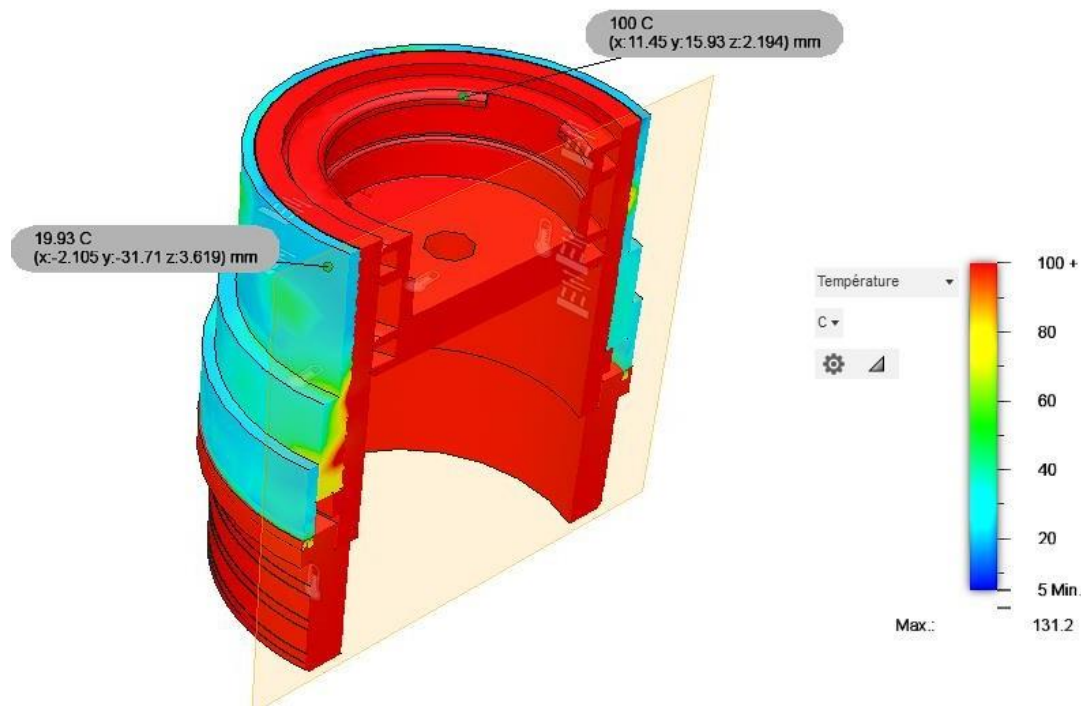 100 C
(x:11.45 y:15.93 z:2.194) mm
19.93 C
(x:-2.105 y:-31.71 z:3.619) mm
Température
C
100 +
80
60
40
20
5 Min.
Max.: 131.2